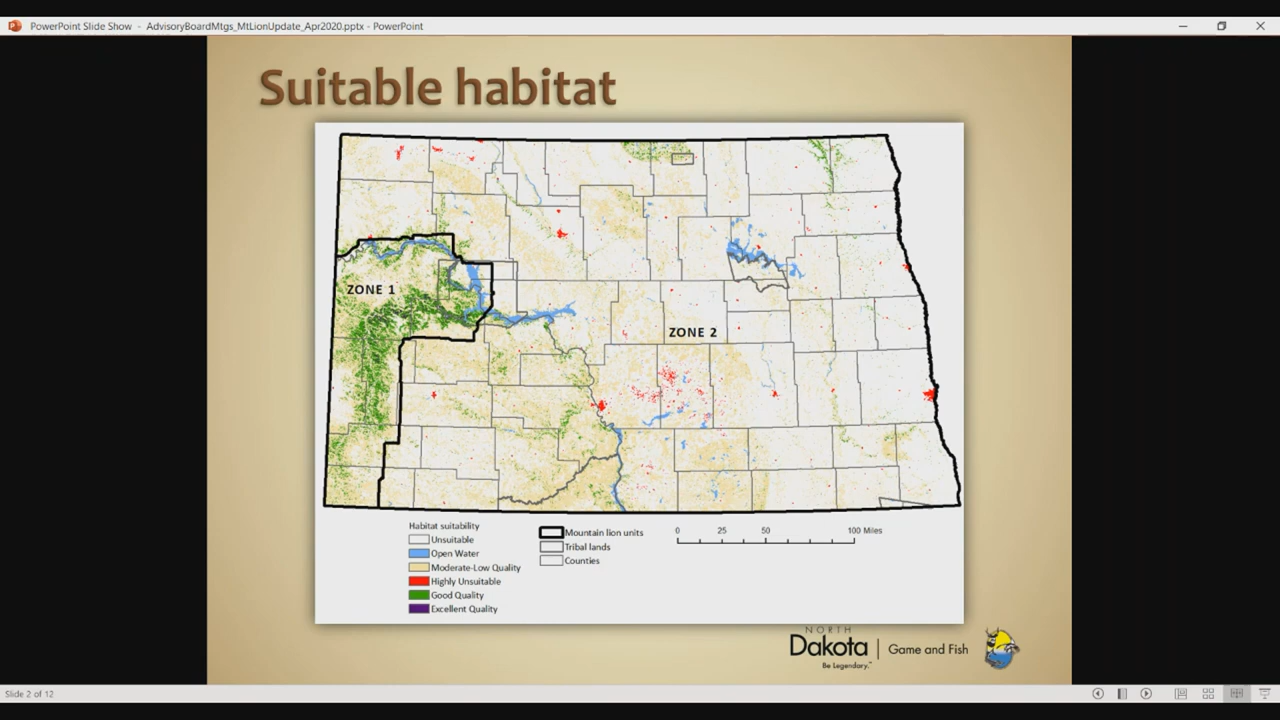 PowerPoint Slide Show - AdvisoryBoardMtgs_MtLionUpdate_Apr2020.pptx - PowerPoint
Suitable habitat
ZONE 1
ZONE 2
Habitat suitability
Unsuitable
Open Water
Moderate-Low Quality
Highly Unsuitable
Good Quality
Excellent Quality
Mountain lion units
Tribal lands
Counties
0 25 50 100 Miles
NORTH
Dakota
Be Legendary.™
Game and Fish
Slide 2 of 12